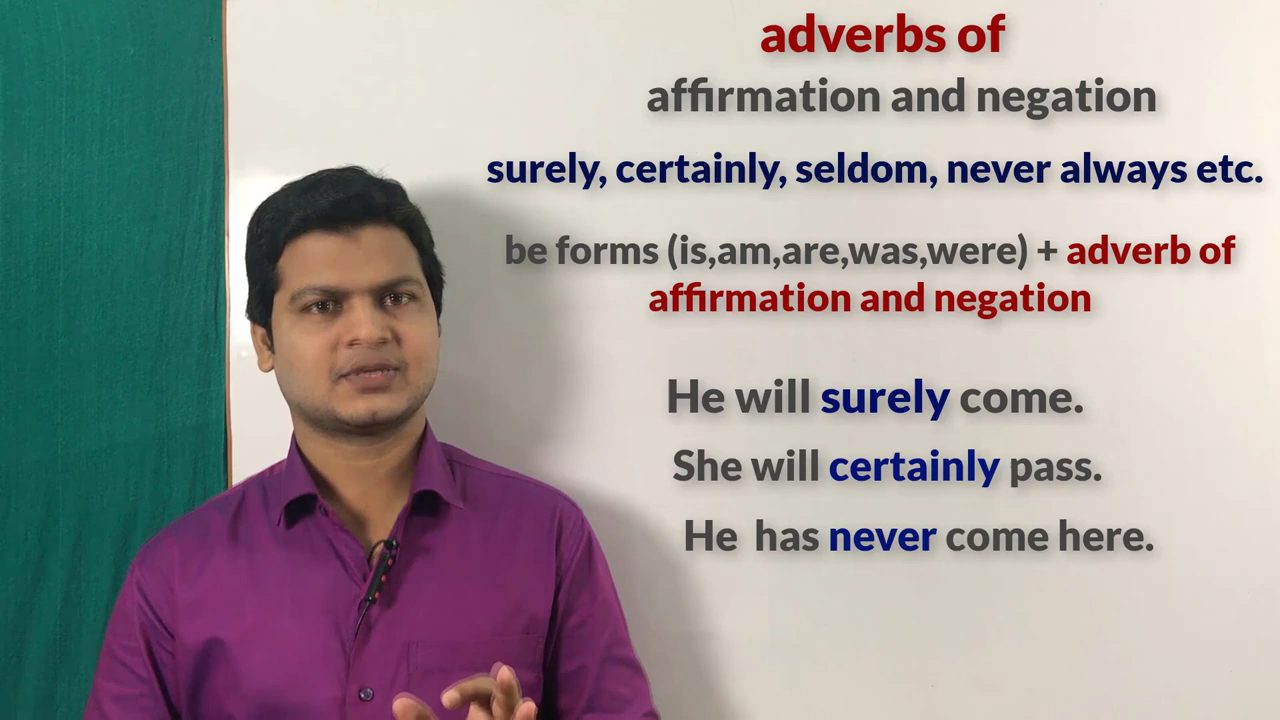 adverbs of
affirmation and negation
surely, certainly, seldom, never always etc.
be forms (is,am,are,was,were) + adverb of
affirmation and negation
He will surely come.
She will certainly pass.
He has never come here.